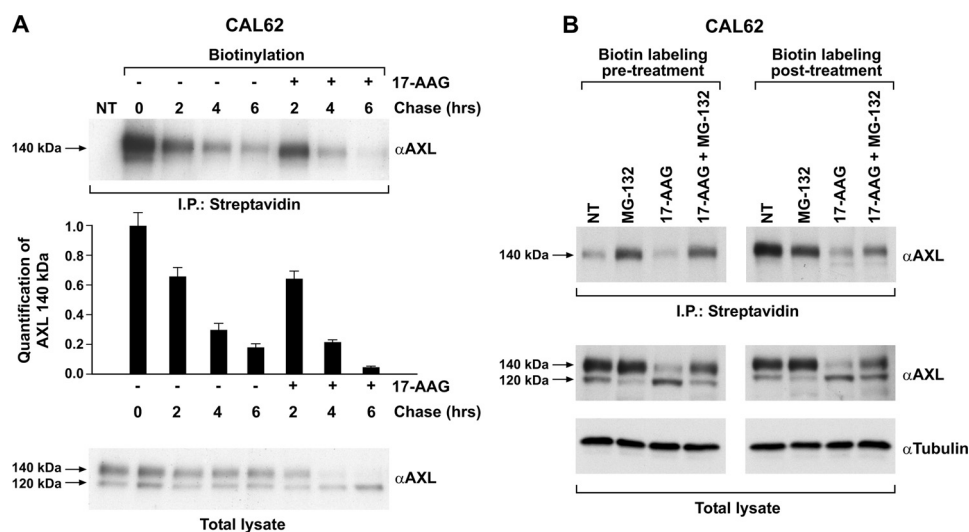 A
CAL62
Biotinylation
- - - - + + + 17-AAG
NT 0 2 4 6 2 4 6 Chase (hrs)
140 kDa αAXL
I.P.: Streptavidin
Quantification of
AXL 140 kDa
1.0
0.8
0.6
0.4
0.2
0.0
- - - - + + + 17-AAG
0 2 4 6 2 4 6 Chase (hrs)
140 kDa
120 kDa
αAXL
Total lysate
B
CAL62
Biotin labeling
pre-treatment
Biotin labeling
post-treatment
NT
MG-132
17-AAG
17-AAG + MG-132
NT
MG-132
17-AAG
17-AAG + MG-132
140 kDa αAXL
I.P.: Streptavidin
140 kDa
120 kDa
αAXL
αTubulin
Total lysate